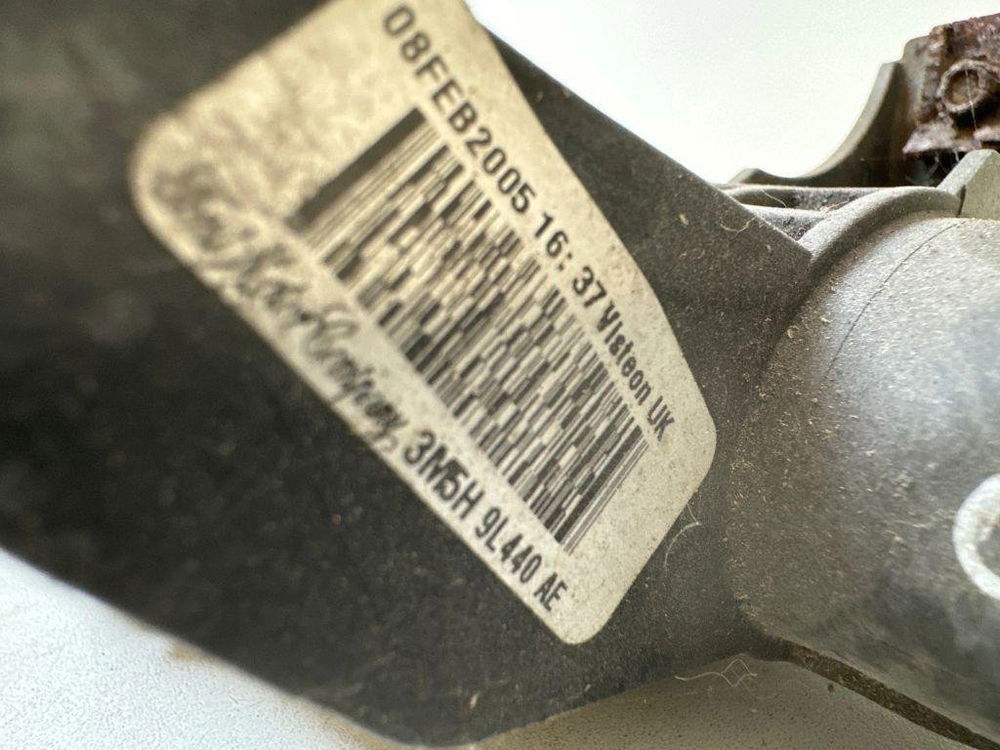 08FEB2005 16:37 Visteon UK
Ford Motor Company, 3M5H 9L440 AE